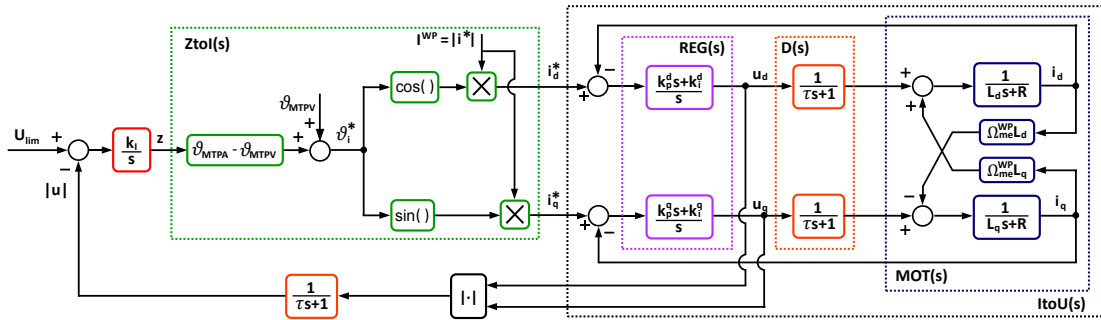 ZtoI(s)
I^WP = |i*|
REG(s)
D(s)
i_d*
u_d
i_d
cos( )
×
k_p^d s+k_i^d
s
1
τs+1
1
L_d s+R
ϑ_MTPV
U_lim
k_I
s
z
ϑ_MTPA - ϑ_MTPV
ϑ_i*
Ω_me^WP L_d
Ω_me^WP L_q
|u|
sin( )
×
i_q*
k_p^q s+k_i^q
s
u_q
1
τs+1
1
L_q s+R
i_q
MOT(s)
1
τs+1
|·|
ItoU(s)